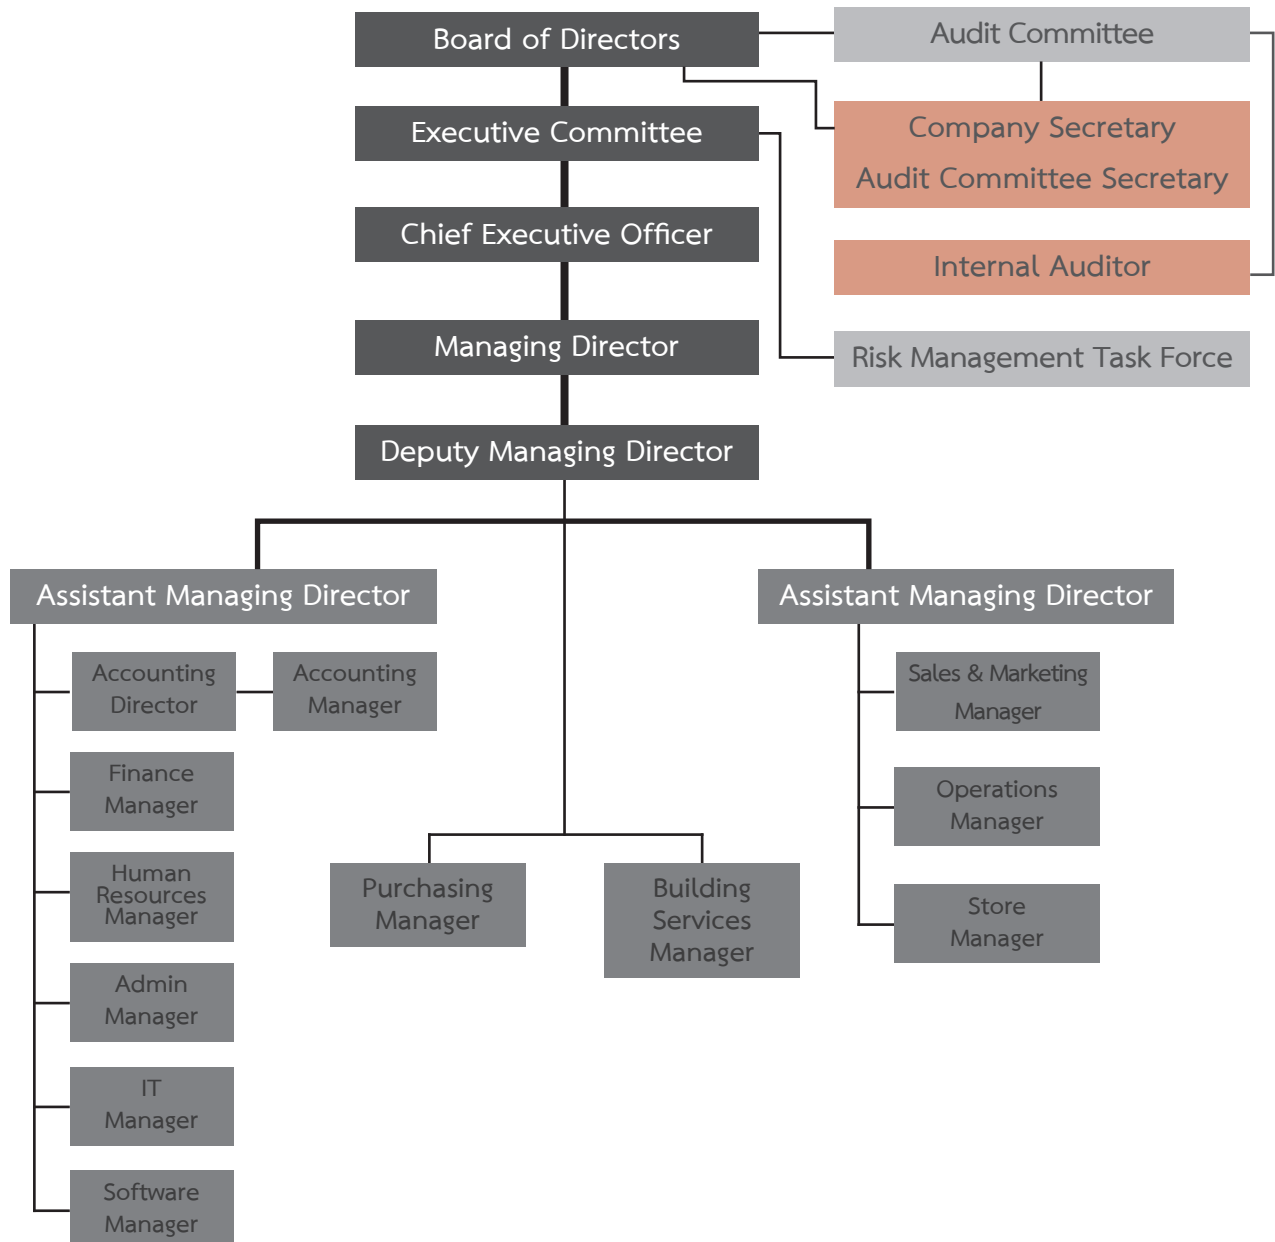 Board of Directors
Audit Committee
Executive Committee
Company Secretary
Audit Committee Secretary
Chief Executive Officer
Internal Auditor
Managing Director
Risk Management Task Force
Deputy Managing Director
Assistant Managing Director
Assistant Managing Director
Accounting
Director
Accounting
Manager
Finance
Manager
Human
Resources
Manager
Admin
Manager
IT
Manager
Software
Manager
Purchasing
Manager
Building
Services
Manager
Sales & Marketing
Manager
Operations
Manager
Store
Manager